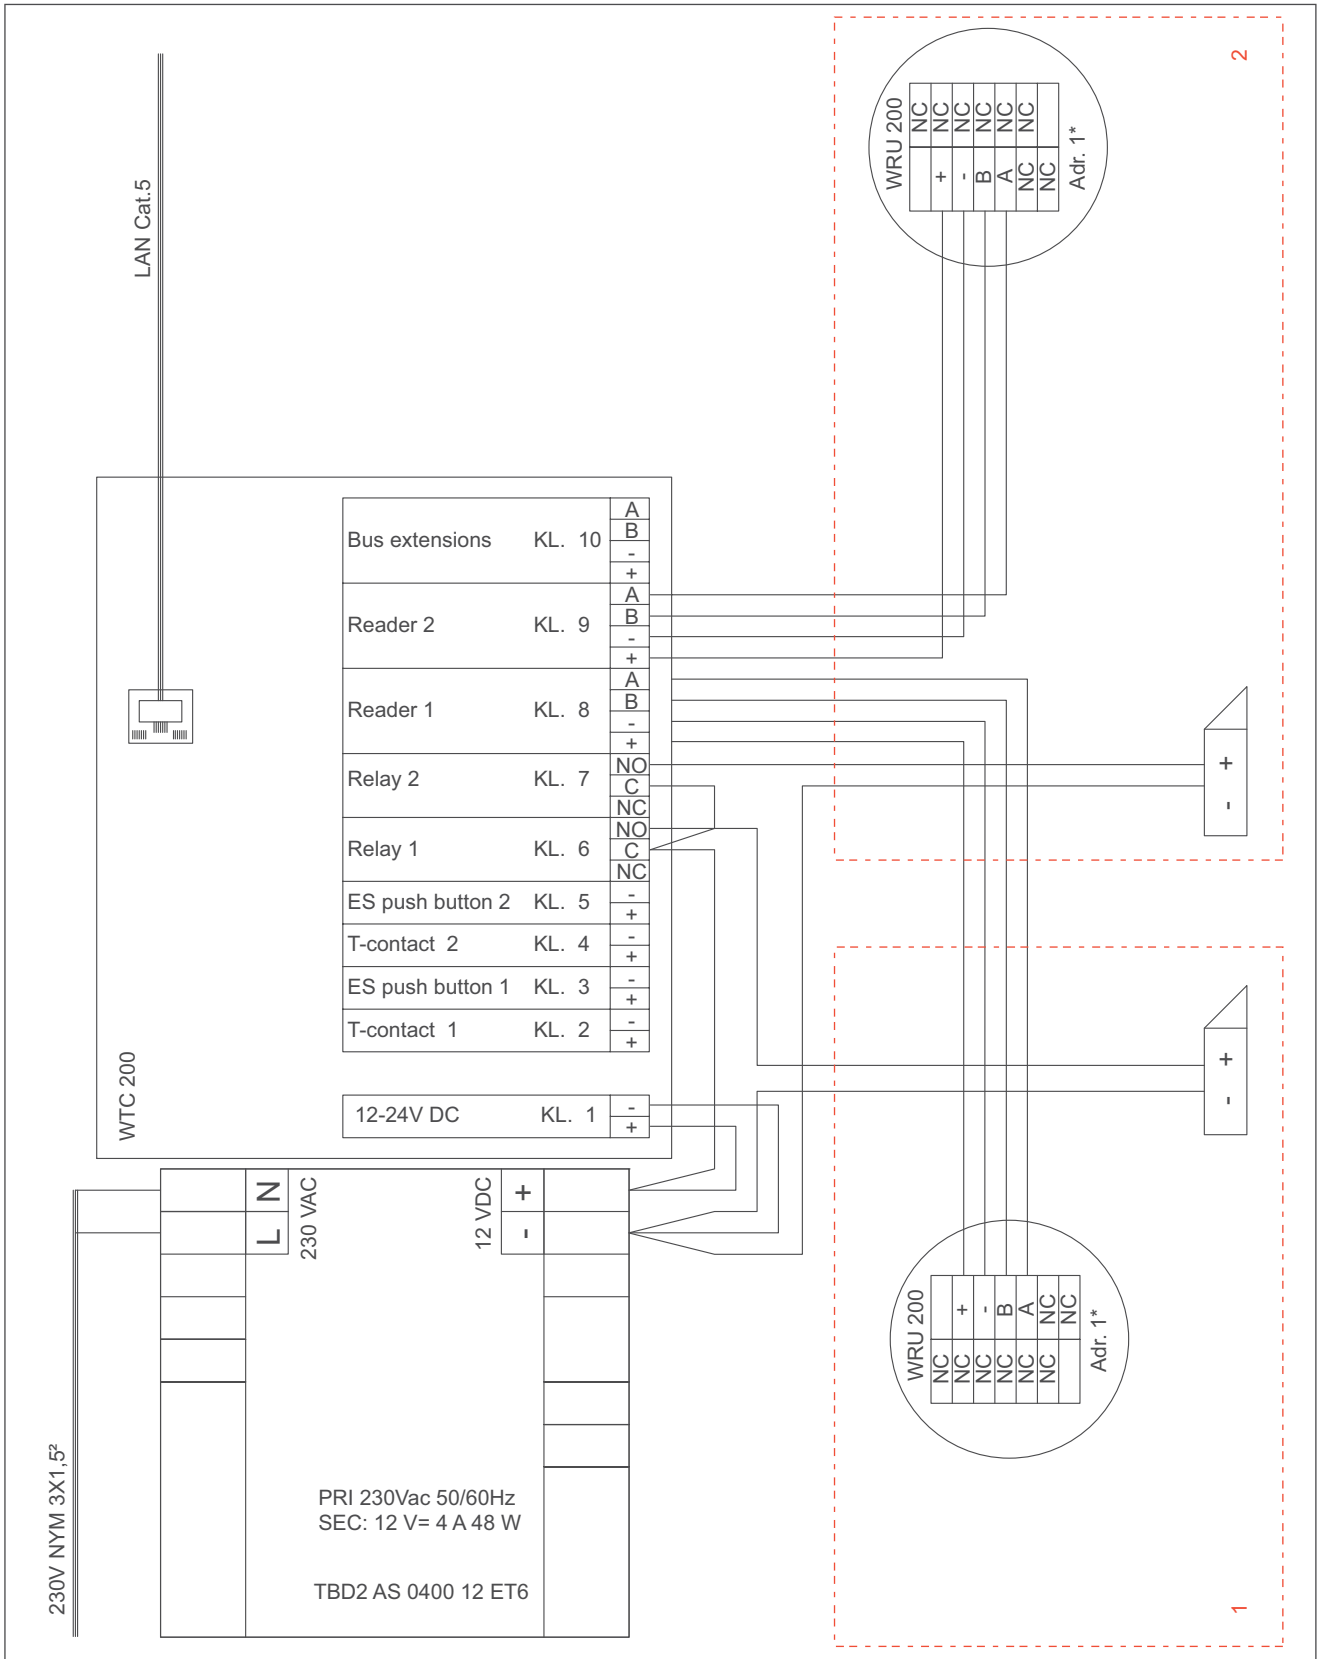 LAN Cat.5
2
WRU 200
NC
NC NC NC NC NC
+ - B A NC NC
Adr. 1*
Bus extensions KL. 10 A B - +
Reader 2 KL. 9 A B - +
Reader 1 KL. 8 A B - +
Relay 2 KL. 7 NO C NC
Relay 1 KL. 6 NO C NC
ES push button 2 KL. 5 - +
T-contact 2 KL. 4 - +
ES push button 1 KL. 3 - +
T-contact 1 KL. 2 - +
12-24V DC KL. 1 - +
WTC 200
+ -
+ -
N L
230 VAC
12 VDC
+ -
WRU 200
+ - B A NC NC
NC NC NC NC NC NC
Adr. 1*
1
230V NYM 3X1,5²
PRI 230Vac 50/60Hz
SEC: 12 V= 4 A 48 W
TBD2 AS 0400 12 ET6